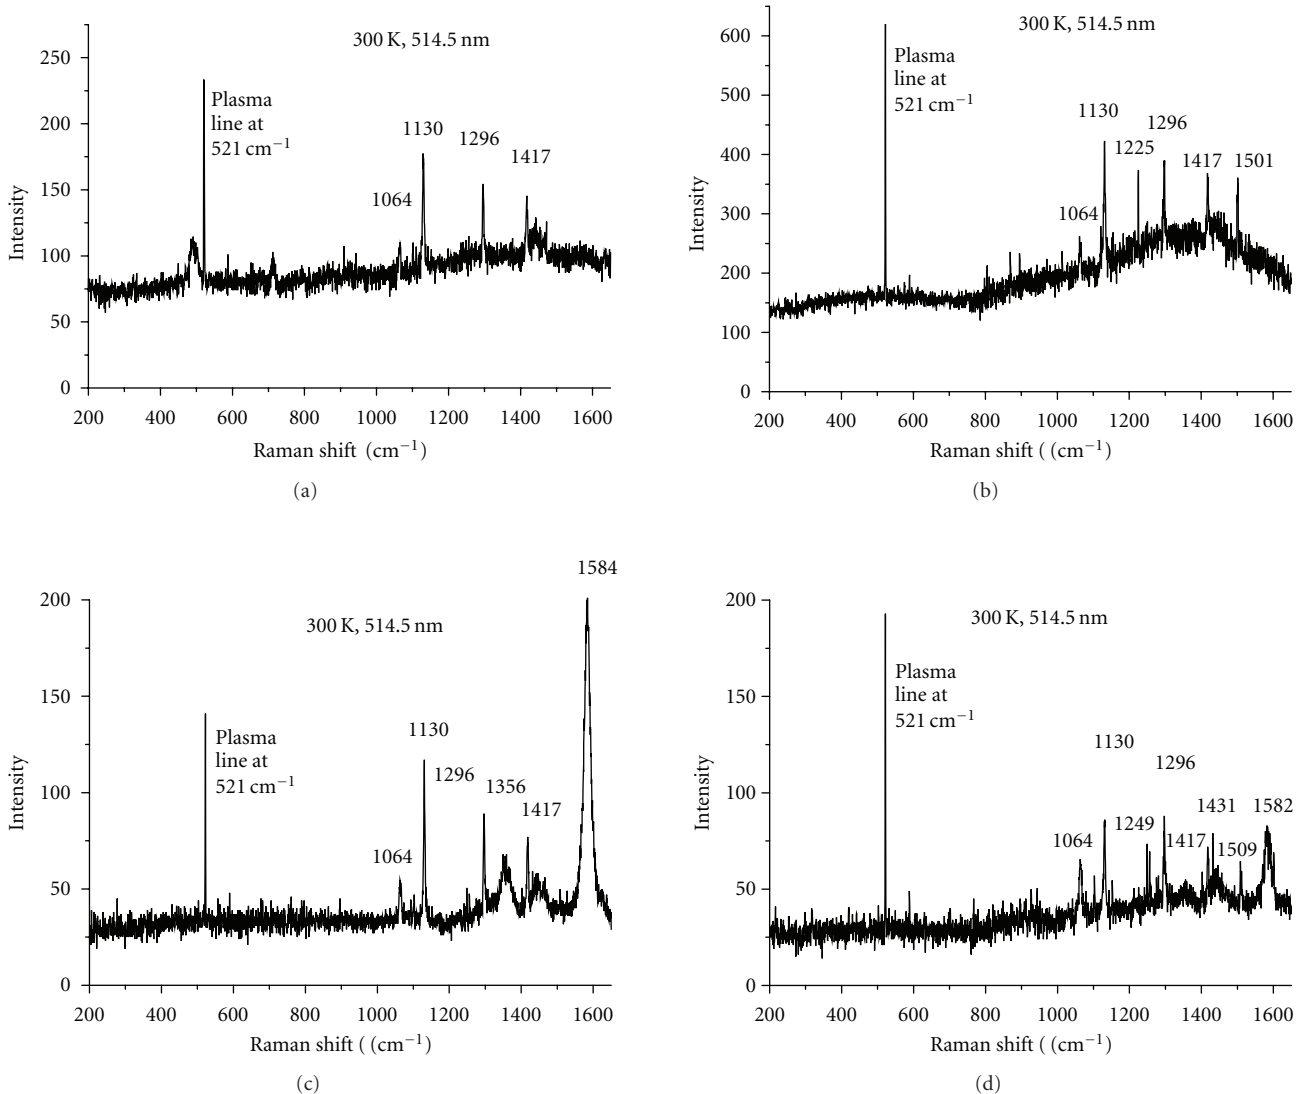 300 K, 514.5 nm
Plasma
line at
521 cm−1
1064
1130
1296
1417
Intensity
250
200
150
100
50
0
200 400 600 800 1000 1200 1400 1600
Raman shift (cm−1)
(a)
300 K, 514.5 nm
Plasma
line at
521 cm−1
1064
1130
1225
1296
1417
1501
Intensity
600
500
400
300
200
100
0
200 400 600 800 1000 1200 1400 1600
Raman shift ( (cm−1)
(b)
300 K, 514.5 nm
Plasma
line at
521 cm−1
1064
1130
1296
1356
1417
1584
Intensity
200
150
100
50
0
200 400 600 800 1000 1200 1400 1600
Raman shift ( (cm−1)
(c)
300 K, 514.5 nm
Plasma
line at
521 cm−1
1064
1130
1249
1296
1417
1431
1509
1582
Intensity
200
150
100
50
0
200 400 600 800 1000 1200 1400 1600
Raman shift ( (cm−1)
(d)